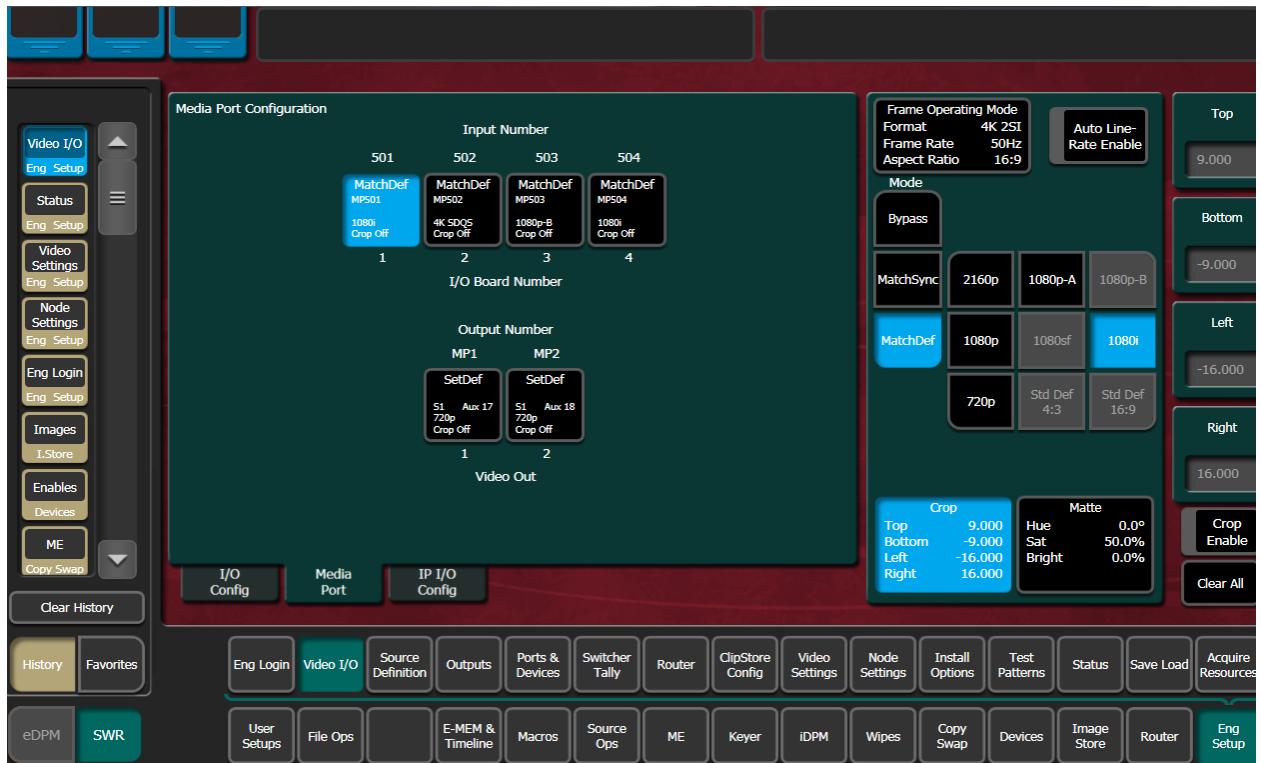 Video I/O
Eng Setup
Status
Eng Setup
Video
Settings
Eng Setup
Node
Settings
Eng Setup
Eng Login
Eng Setup
Images
I.Store
Enables
Devices
ME
Copy Swap
Clear History
History
Favorites
eDPM
SWR
Media Port Configuration
Input Number
501 502 503 504
MatchDef MatchDef MatchDef MatchDef
MP501 MP502 MP503 MP504
1080i 4K SDQS 1080p-B 1080i
Crop Off Crop Off Crop Off Crop Off
1 2 3 4
I/O Board Number
Output Number
MP1 MP2
SetDef SetDef
S1 Aux 17 S1 Aux 18
720p 720p
Crop Off Crop Off
1 2
Video Out
I/O
Config
Media
Port
IP I/O
Config
Frame Operating Mode
Format 4K 2SI
Frame Rate 50Hz
Aspect Ratio 16:9
Auto Line-
Rate Enable
Mode
Bypass
MatchSync 2160p 1080p-A 1080p-B
MatchDef 1080p 1080sf 1080i
720p
Std Def
4:3
Std Def
16:9
Crop
Top 9.000
Bottom -9.000
Left -16.000
Right 16.000
Matte
Hue 0.0º
Sat 50.0%
Bright 0.0%
Top
9.000
Bottom
-9.000
Left
-16.000
Right
16.000
Crop
Enable
Clear All
Eng Login
Video I/O
Source
Definition
Outputs
Ports &
Devices
Switcher
Tally
Router
ClipStore
Config
Video
Settings
Node
Settings
Install
Options
Test
Patterns
Status
Save Load
Acquire
Resources
User
Setups
File Ops
E-MEM &
Timeline
Macros
Source
Ops
ME
Keyer
iDPM
Wipes
Copy
Swap
Devices
Image
Store
Router
Eng
Setup